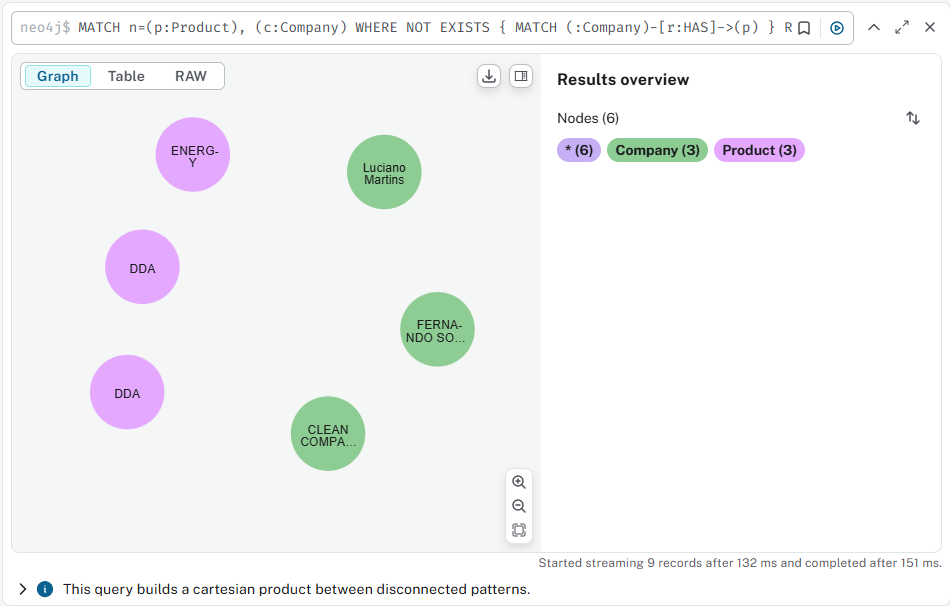 neo4j$ MATCH n=(p:Product), (c:Company) WHERE NOT EXISTS { MATCH (:Company)-[r:HAS]->(p) } R
Graph Table RAW
Results overview
Nodes (6)
* (6) Company (3) Product (3)
ENERG-
Y
Luciano
Martins
DDA
FERNA-
NDO SO...
DDA
CLEAN
COMPA...
Started streaming 9 records after 132 ms and completed after 151 ms.
This query builds a cartesian product between disconnected patterns.